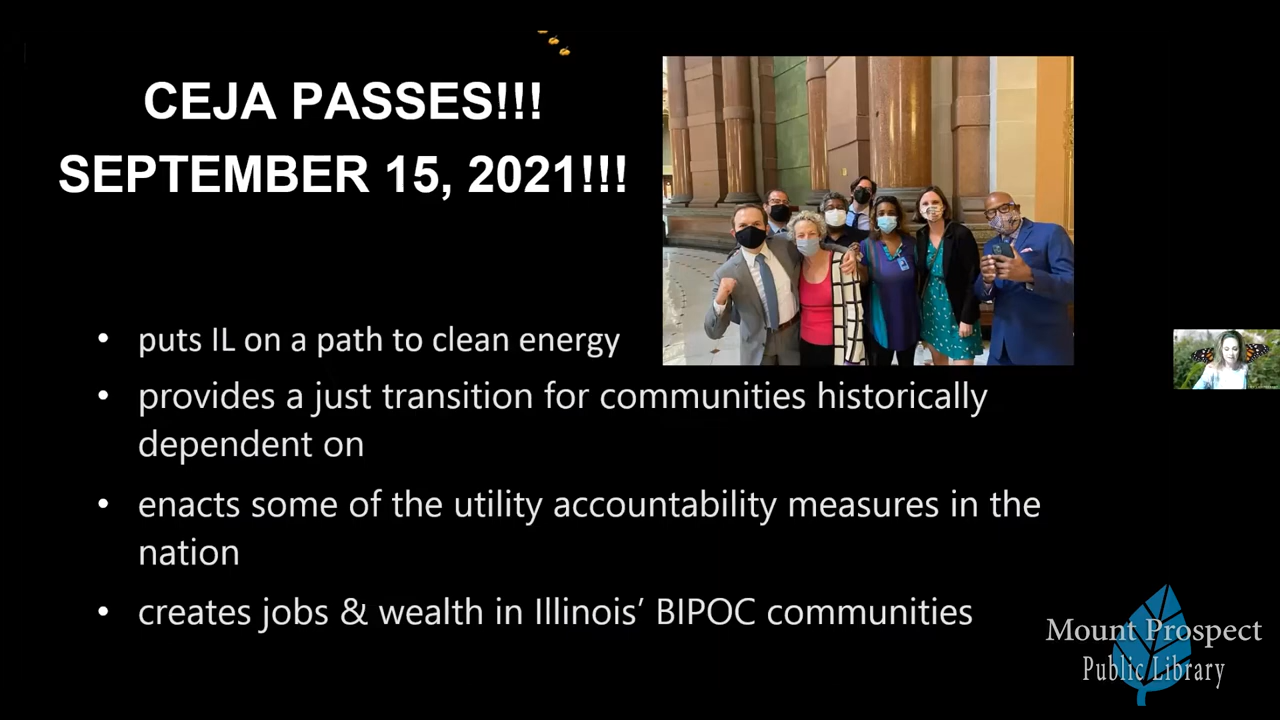 CEJA PASSES!!!
SEPTEMBER 15, 2021!!!
• puts IL on a path to clean energy
• provides a just transition for communities historically
dependent on
• enacts some of the utility accountability measures in the
nation
• creates jobs & wealth in Illinois’ BIPOC communities
Mount Prospect
Public Library